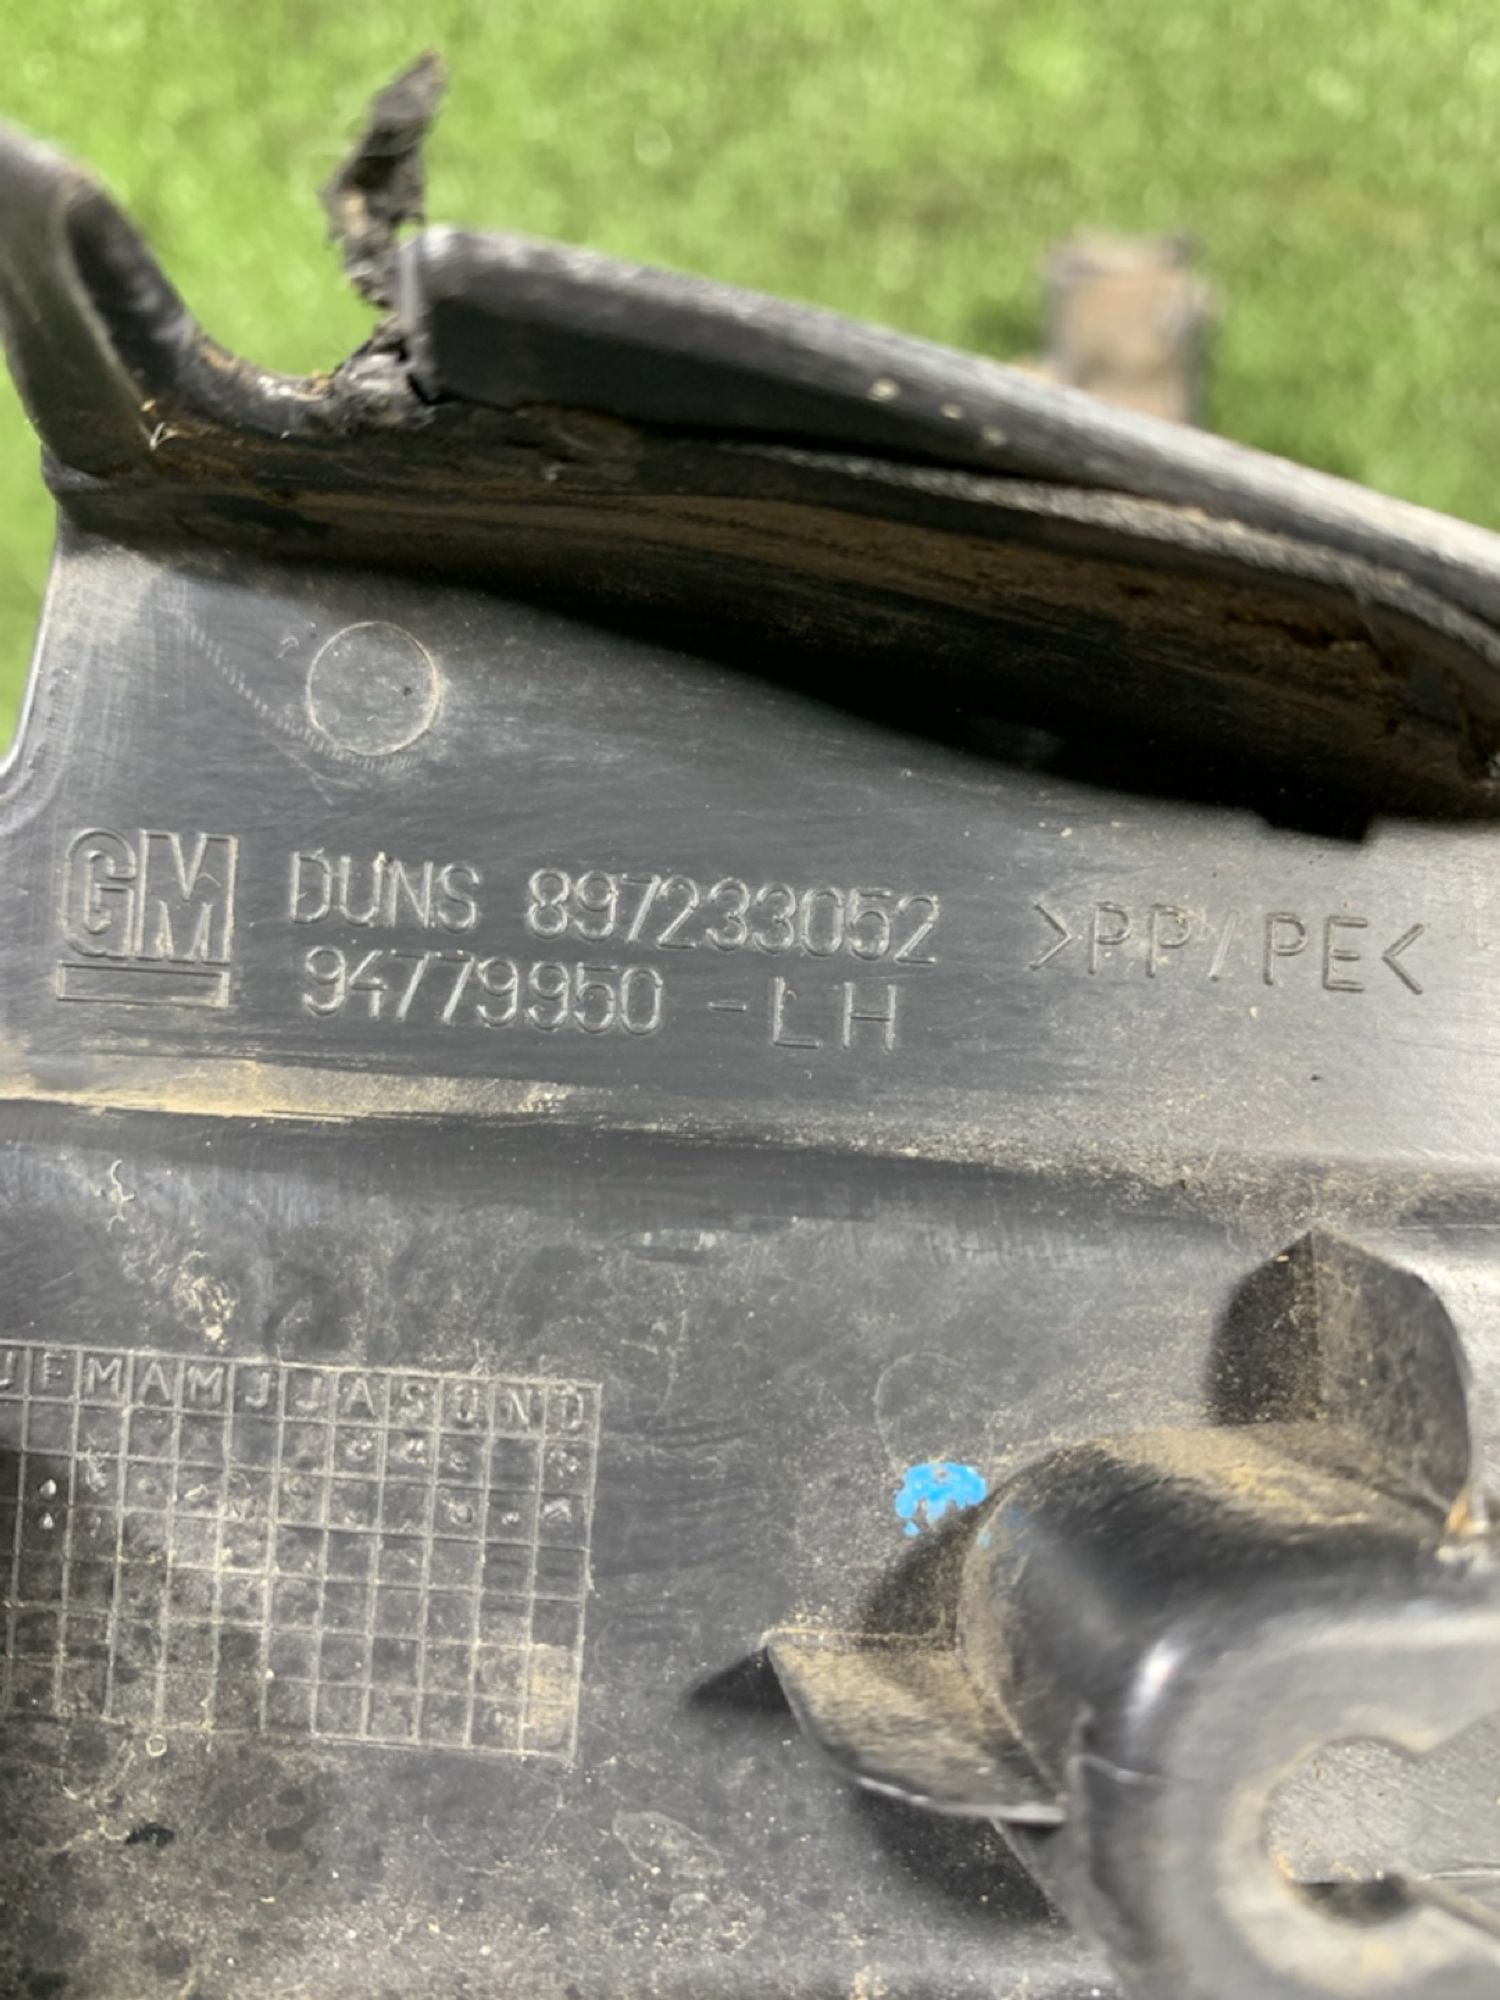 GM
DUNS 897233052
94779950 -LH
>PP/PE<
J F M A M J J A S O N D